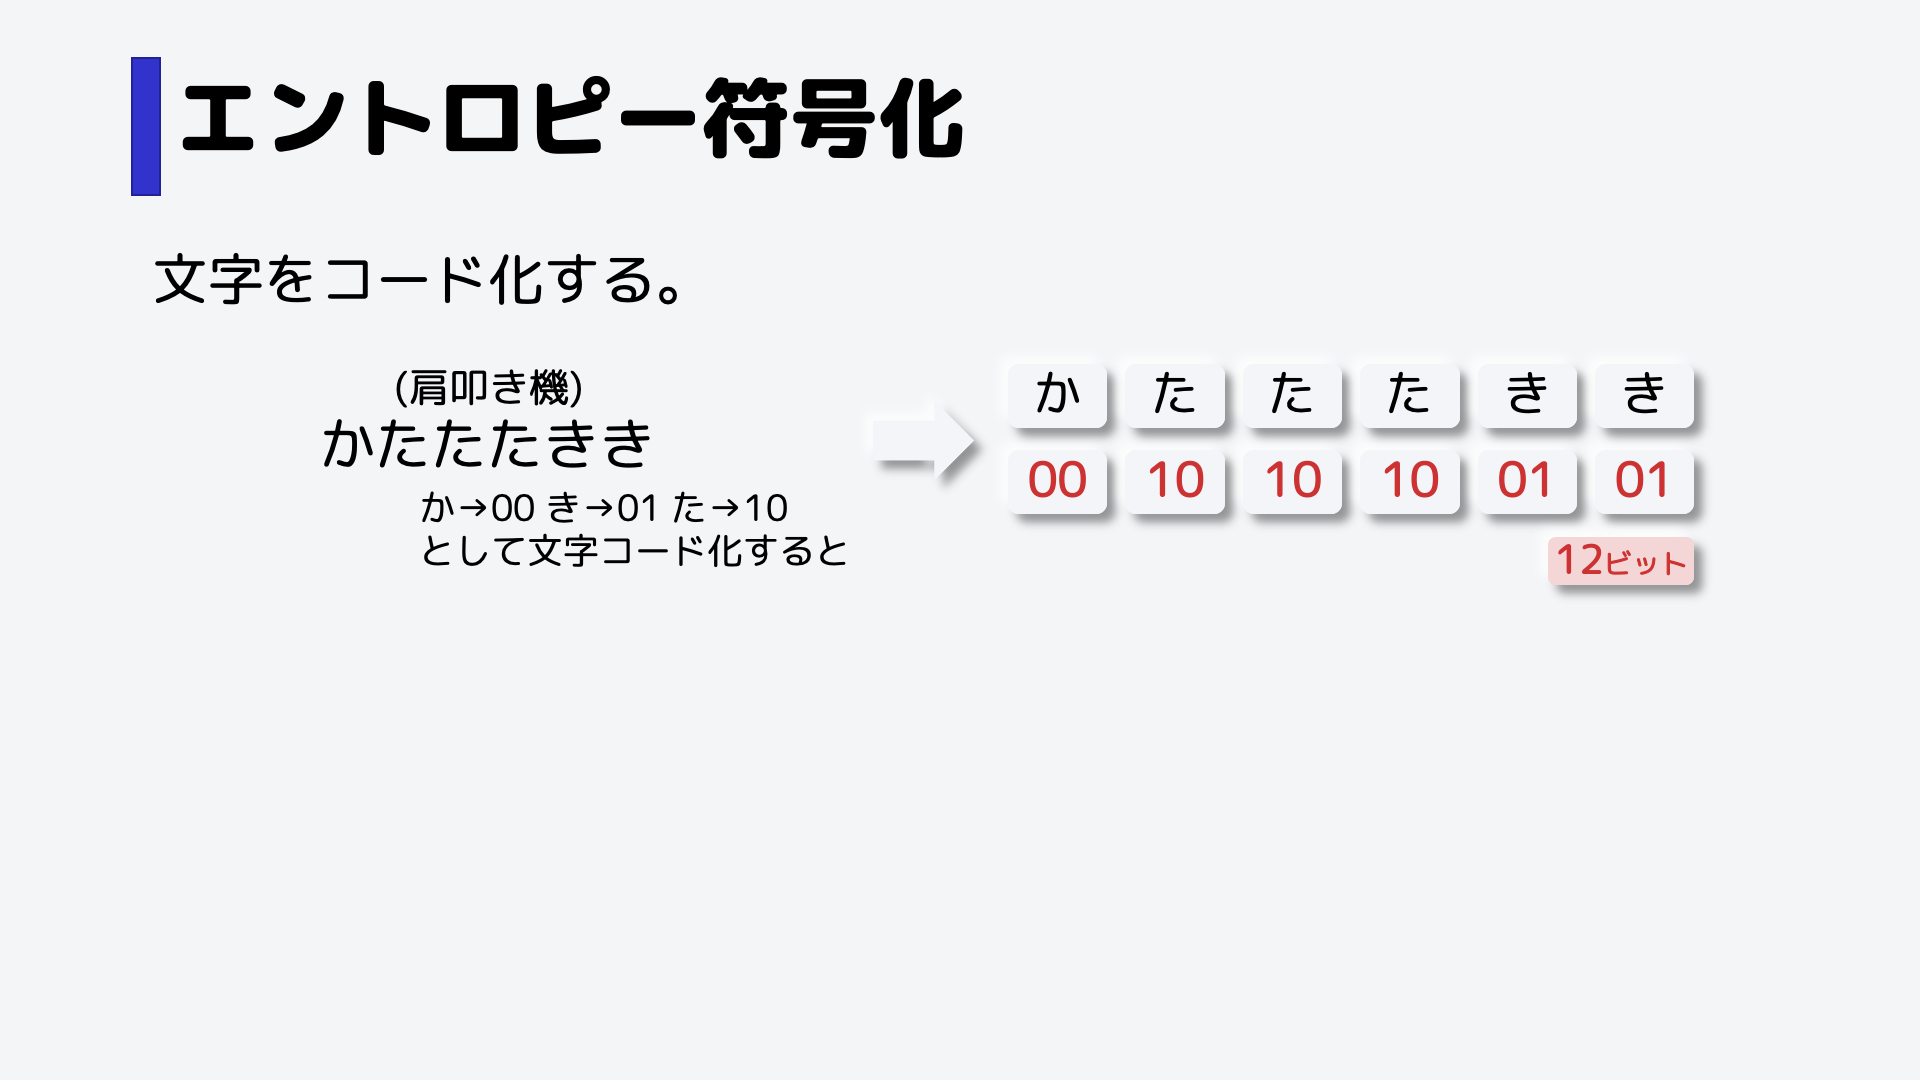 エントロピー符号化
文字をコード化する。
(肩叩き機)
かたたたきき
か→00 き→01 た→10
として文字コード化すると
か た た た き き
00 10 10 10 01 01
12ビット